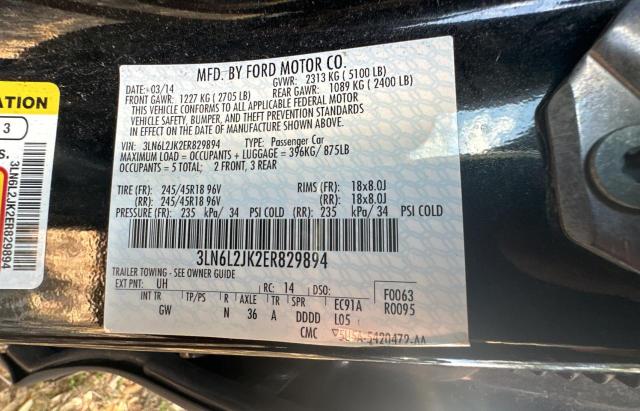 MFD. BY FORD MOTOR CO.
DATE: 03/14 GVWR: 2313 KG ( 5100 LB)
FRONT GAWR: 1227 KG ( 2705 LB) REAR GAWR: 1089 KG ( 2400 LB)
THIS VEHICLE CONFORMS TO ALL APPLICABLE FEDERAL MOTOR
VEHICLE SAFETY, BUMPER, AND THEFT PREVENTION STANDARDS
IN EFFECT ON THE DATE OF MANUFACTURE SHOWN ABOVE.
VIN: 3LN6L2JK2ER829894 TYPE: Passenger Car
MAXIMUM LOAD = OCCUPANTS + LUGGAGE = 396KG/ 875LB
OCCUPANTS = 5 TOTAL; 2 FRONT, 3 REAR
TIRE (FR): 245/45R18 96V RIMS (FR): 18x8.0J
(RR): 245/45R18 96V (RR): 18x8.0J
PRESSURE (FR): 235 kPa/ 34 PSI COLD (RR): 235 kPa/ 34 PSI COLD
3LN6L2JK2ER829894
TRAILER TOWING - SEE OWNER GUIDE
EXT PNT: UH RC: 14 DSO: F0063
R0095
INT TR TP/PS R AXLE TR SPR EC91A
GW N 36 A DDDD L05
CMC 5U5A-5420472-AA
ATION
3
S.
3LN6L2JK2ER829894